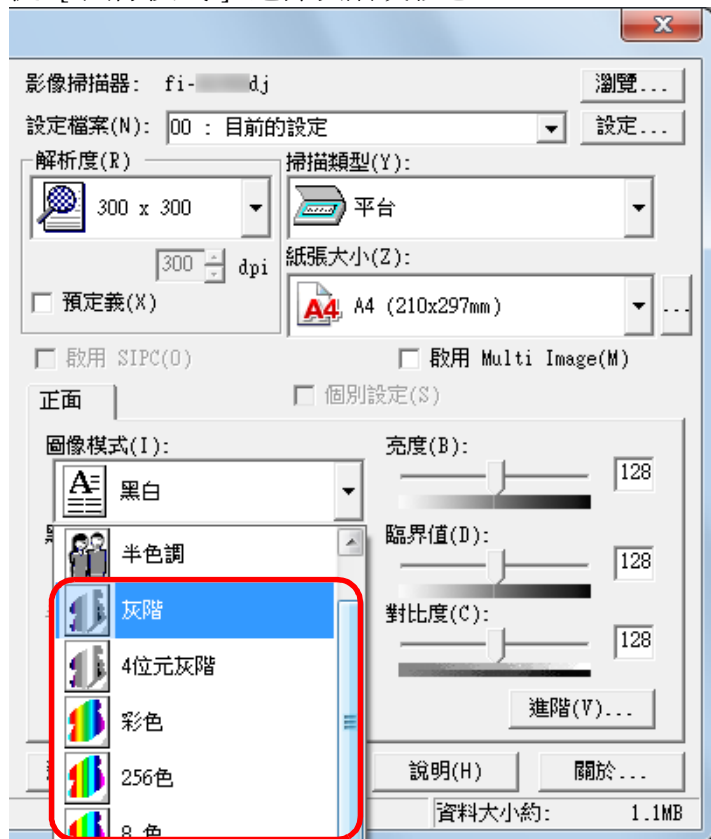 影像掃描器: fi- dj 瀏覽...
設定檔案(N): 00 : 目前的設定 設定...
解析度(R) 掃描類型(Y):
300 x 300 平台
300 dpi 紙張大小(Z):
預定義(X) A4 A4 (210x297mm) ...
啟用 SIPC(O) 啟用 Multi Image(M)
正面 個別設定(S)
圖像模式(I): 亮度(B):
A 黑白 128
半色調 臨界值(D):
128
灰階 對比度(C):
4位元灰階 128
彩色 進階(V)...
256色 說明(H) 關於...
8 色 資料大小約: 1.1MB